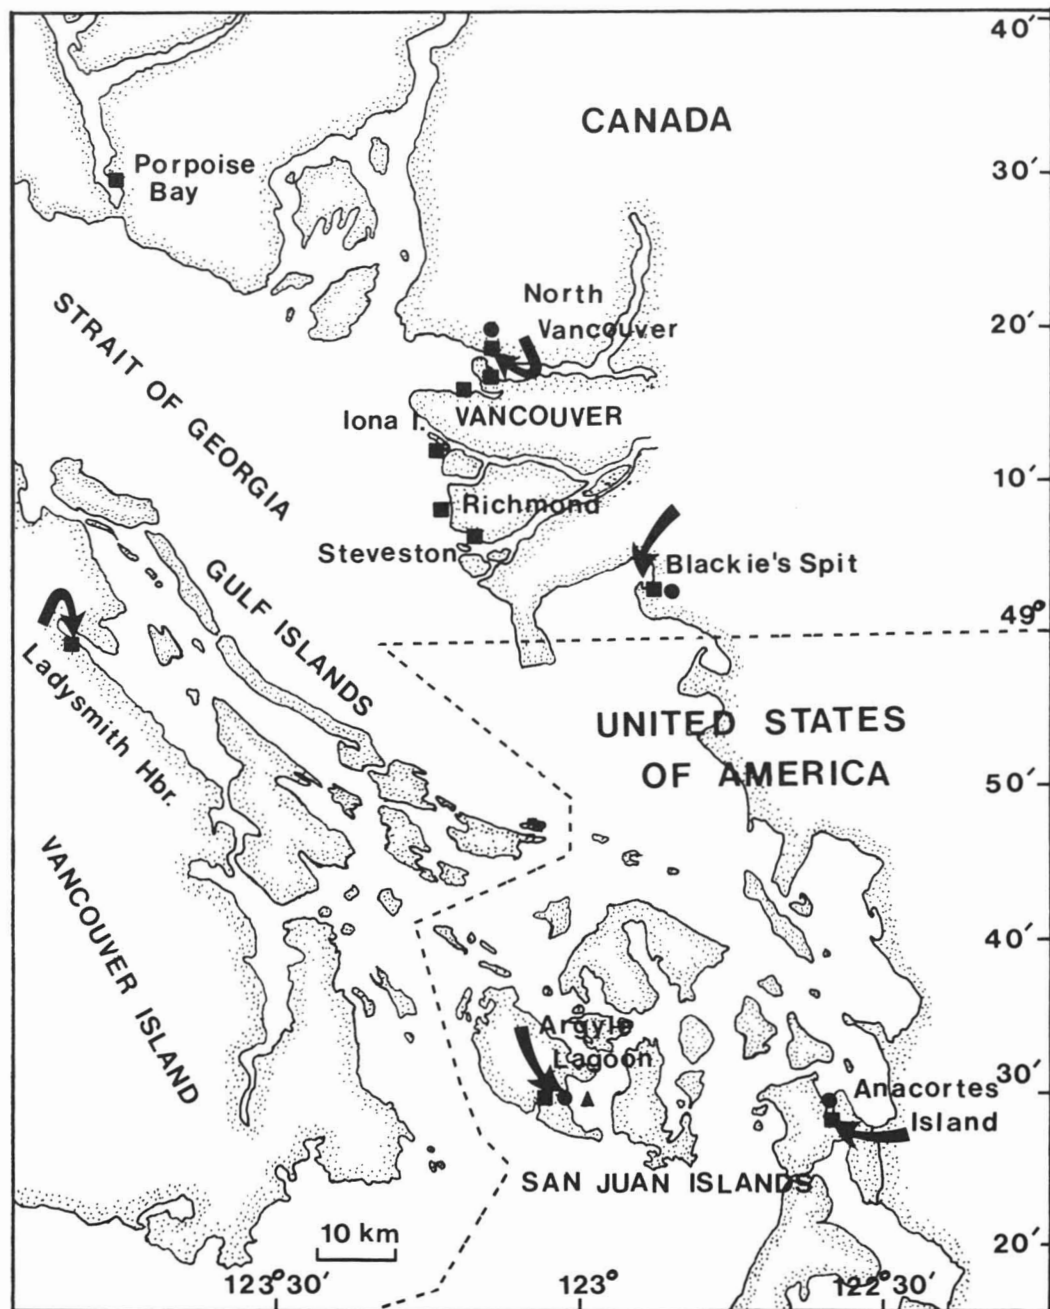 40′
CANADA
Porpoise
Bay
30′
North
Vancouver
20′
STRAIT OF GEORGIA
Iona I.
VANCOUVER
10′
Richmond
Steveston
Blackie's Spit
GULF ISLANDS
49°
Ladysmith Hbr.
UNITED STATES
OF AMERICA
50′
VANCOUVER ISLAND
40′
Argyle
Lagoon
30′
Anacortes
Island
SAN JUAN ISLANDS
10 km
20′
123°30′
123°
122°30′